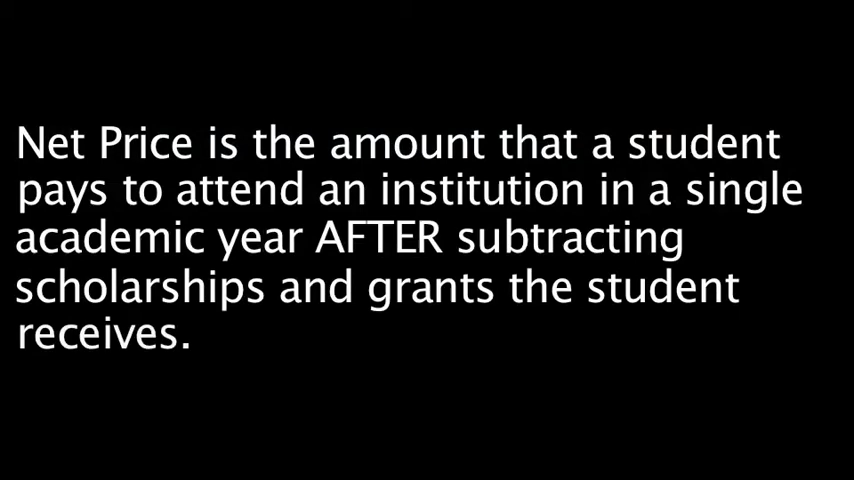 Net Price is the amount that a student
pays to attend an institution in a single
academic year AFTER subtracting
scholarships and grants the student
receives.